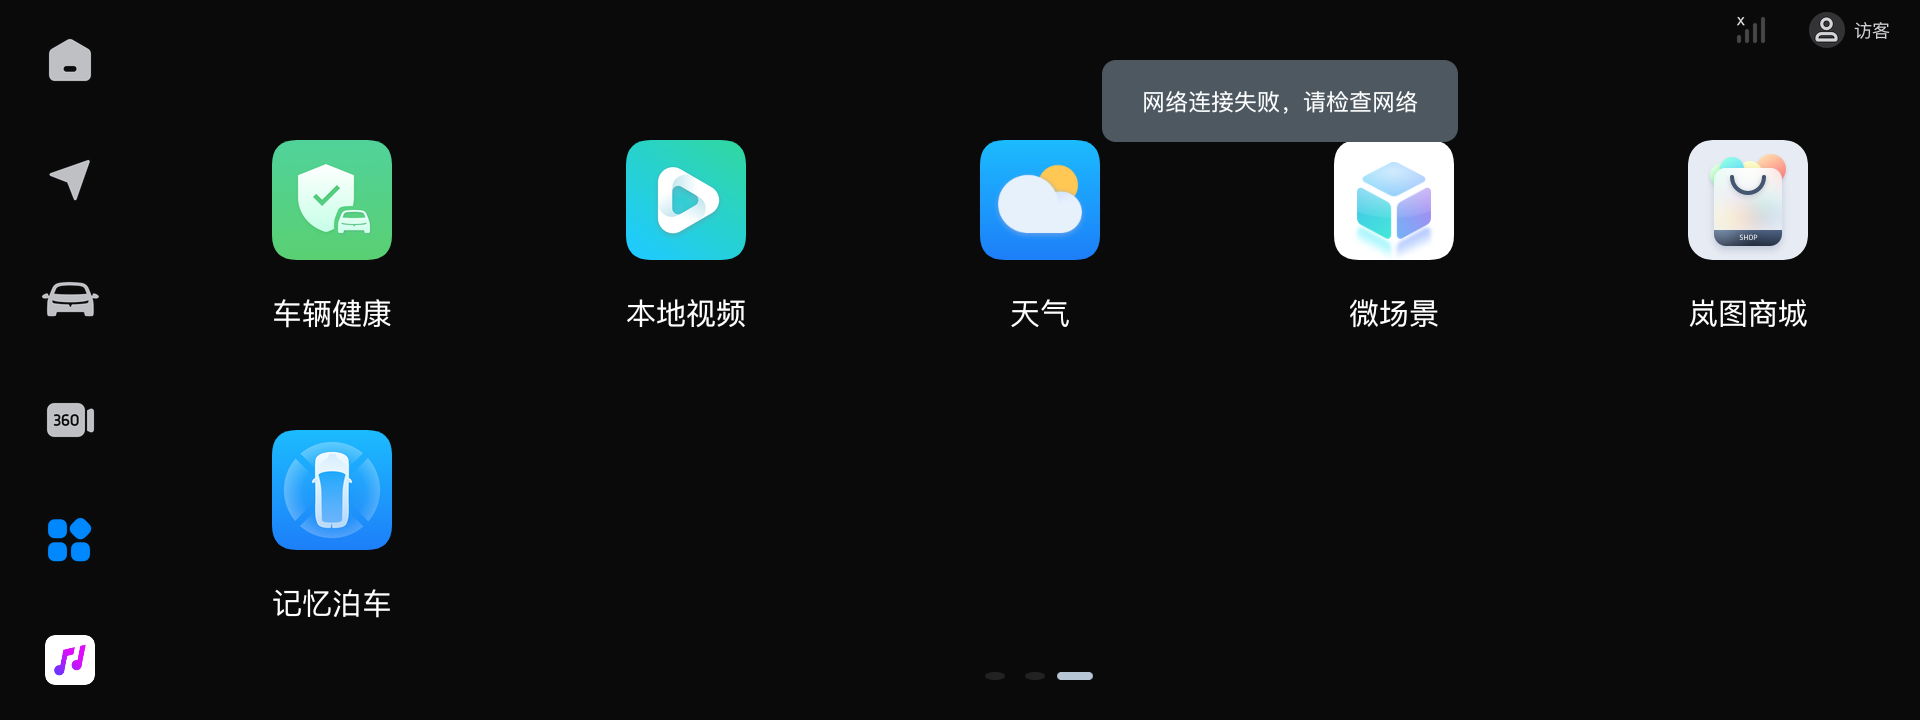 x
访客
网络连接失败，请检查网络
SHOP
车辆健康
本地视频
天气
微场景
岚图商城
360
记忆泊车